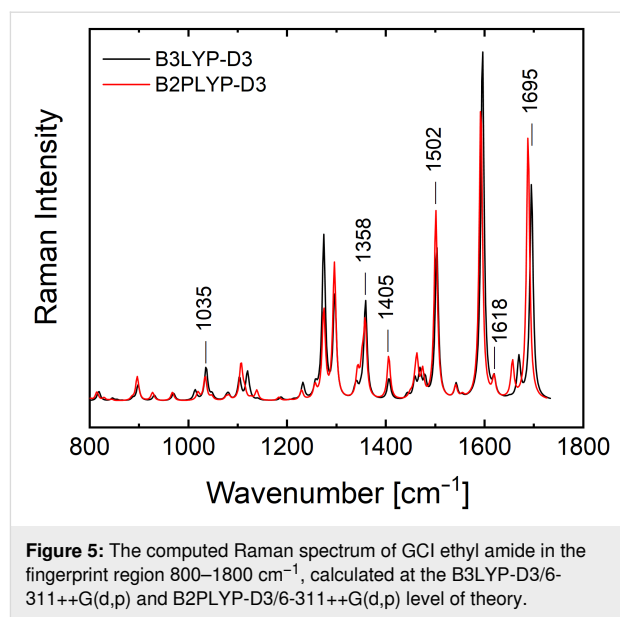 B3LYP-D3
B2PLYP-D3
1035
1358
1405
1502
1618
1695
Raman Intensity
800 1000 1200 1400 1600 1800
Wavenumber [cm⁻¹]
Figure 5: The computed Raman spectrum of GCI ethyl amide in the
fingerprint region 800–1800 cm⁻¹, calculated at the B3LYP-D3/6-
311++G(d,p) and B2PLYP-D3/6-311++G(d,p) level of theory.